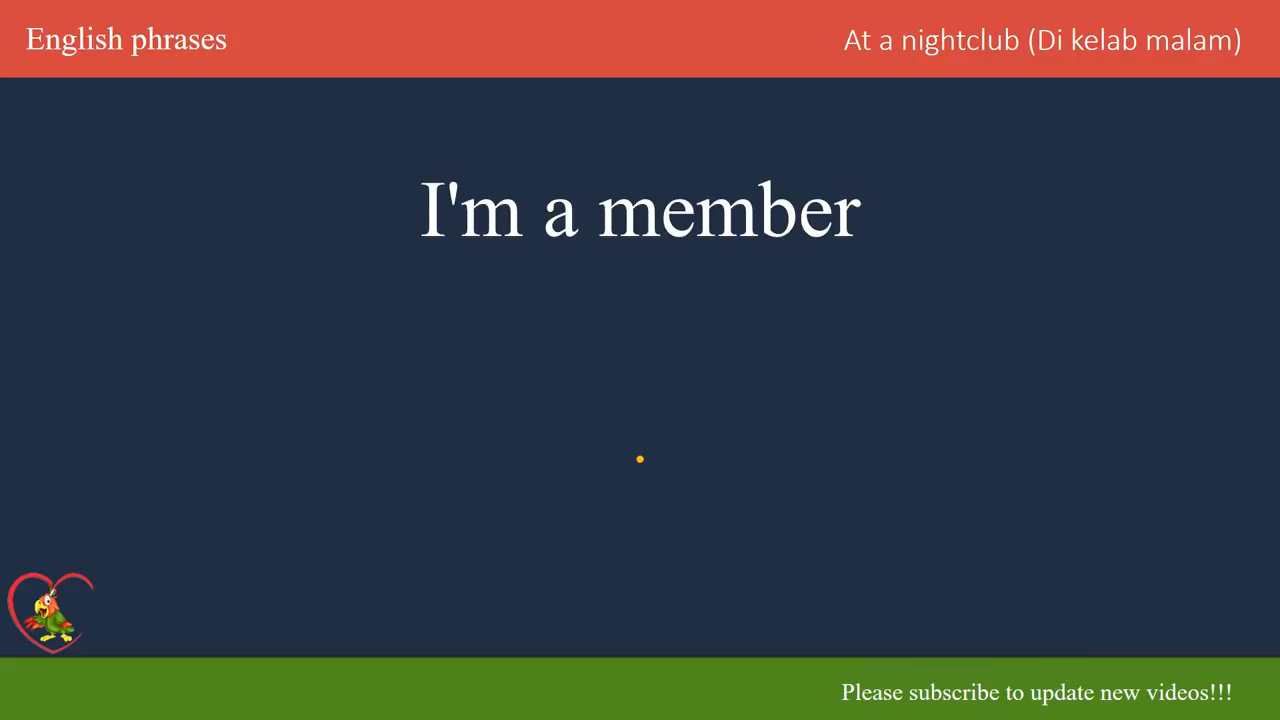 English phrases
At a nightclub (Di kelab malam)
I'm a member
Please subscribe to update new videos!!!